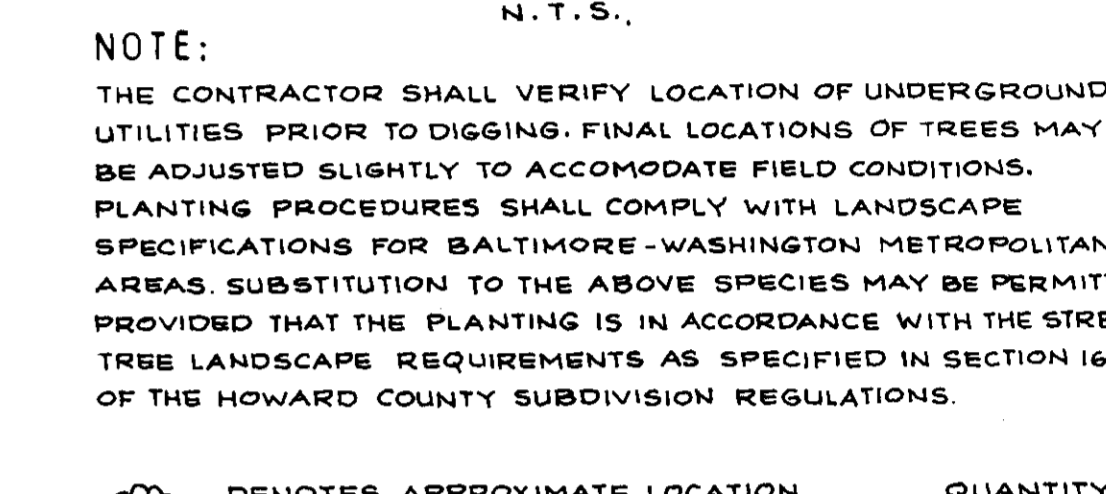 N.T.S.
NOTE:
THE CONTRACTOR SHALL VERIFY LOCATION OF UNDERGROUND
UTILITIES PRIOR TO DIGGING. FINAL LOCATIONS OF TREES MAY
BE ADJUSTED SLIGHTLY TO ACCOMODATE FIELD CONDITIONS.
PLANTING PROCEDURES SHALL COMPLY WITH LANDSCAPE
SPECIFICATIONS FOR BALTIMORE-WASHINGTON METROPOLITAN
AREAS. SUBSTITUTION TO THE ABOVE SPECIES MAY BE PERMIT
PROVIDED THAT THE PLANTING IS IN ACCORDANCE WITH THE STRE
TREE LANDSCAPE REQUIREMENTS AS SPECIFIED IN SECTION 16
OF THE HOWARD COUNTY SUBDIVISION REGULATIONS.
DENOTES APPROXIMATE LOCATION QUANTITY